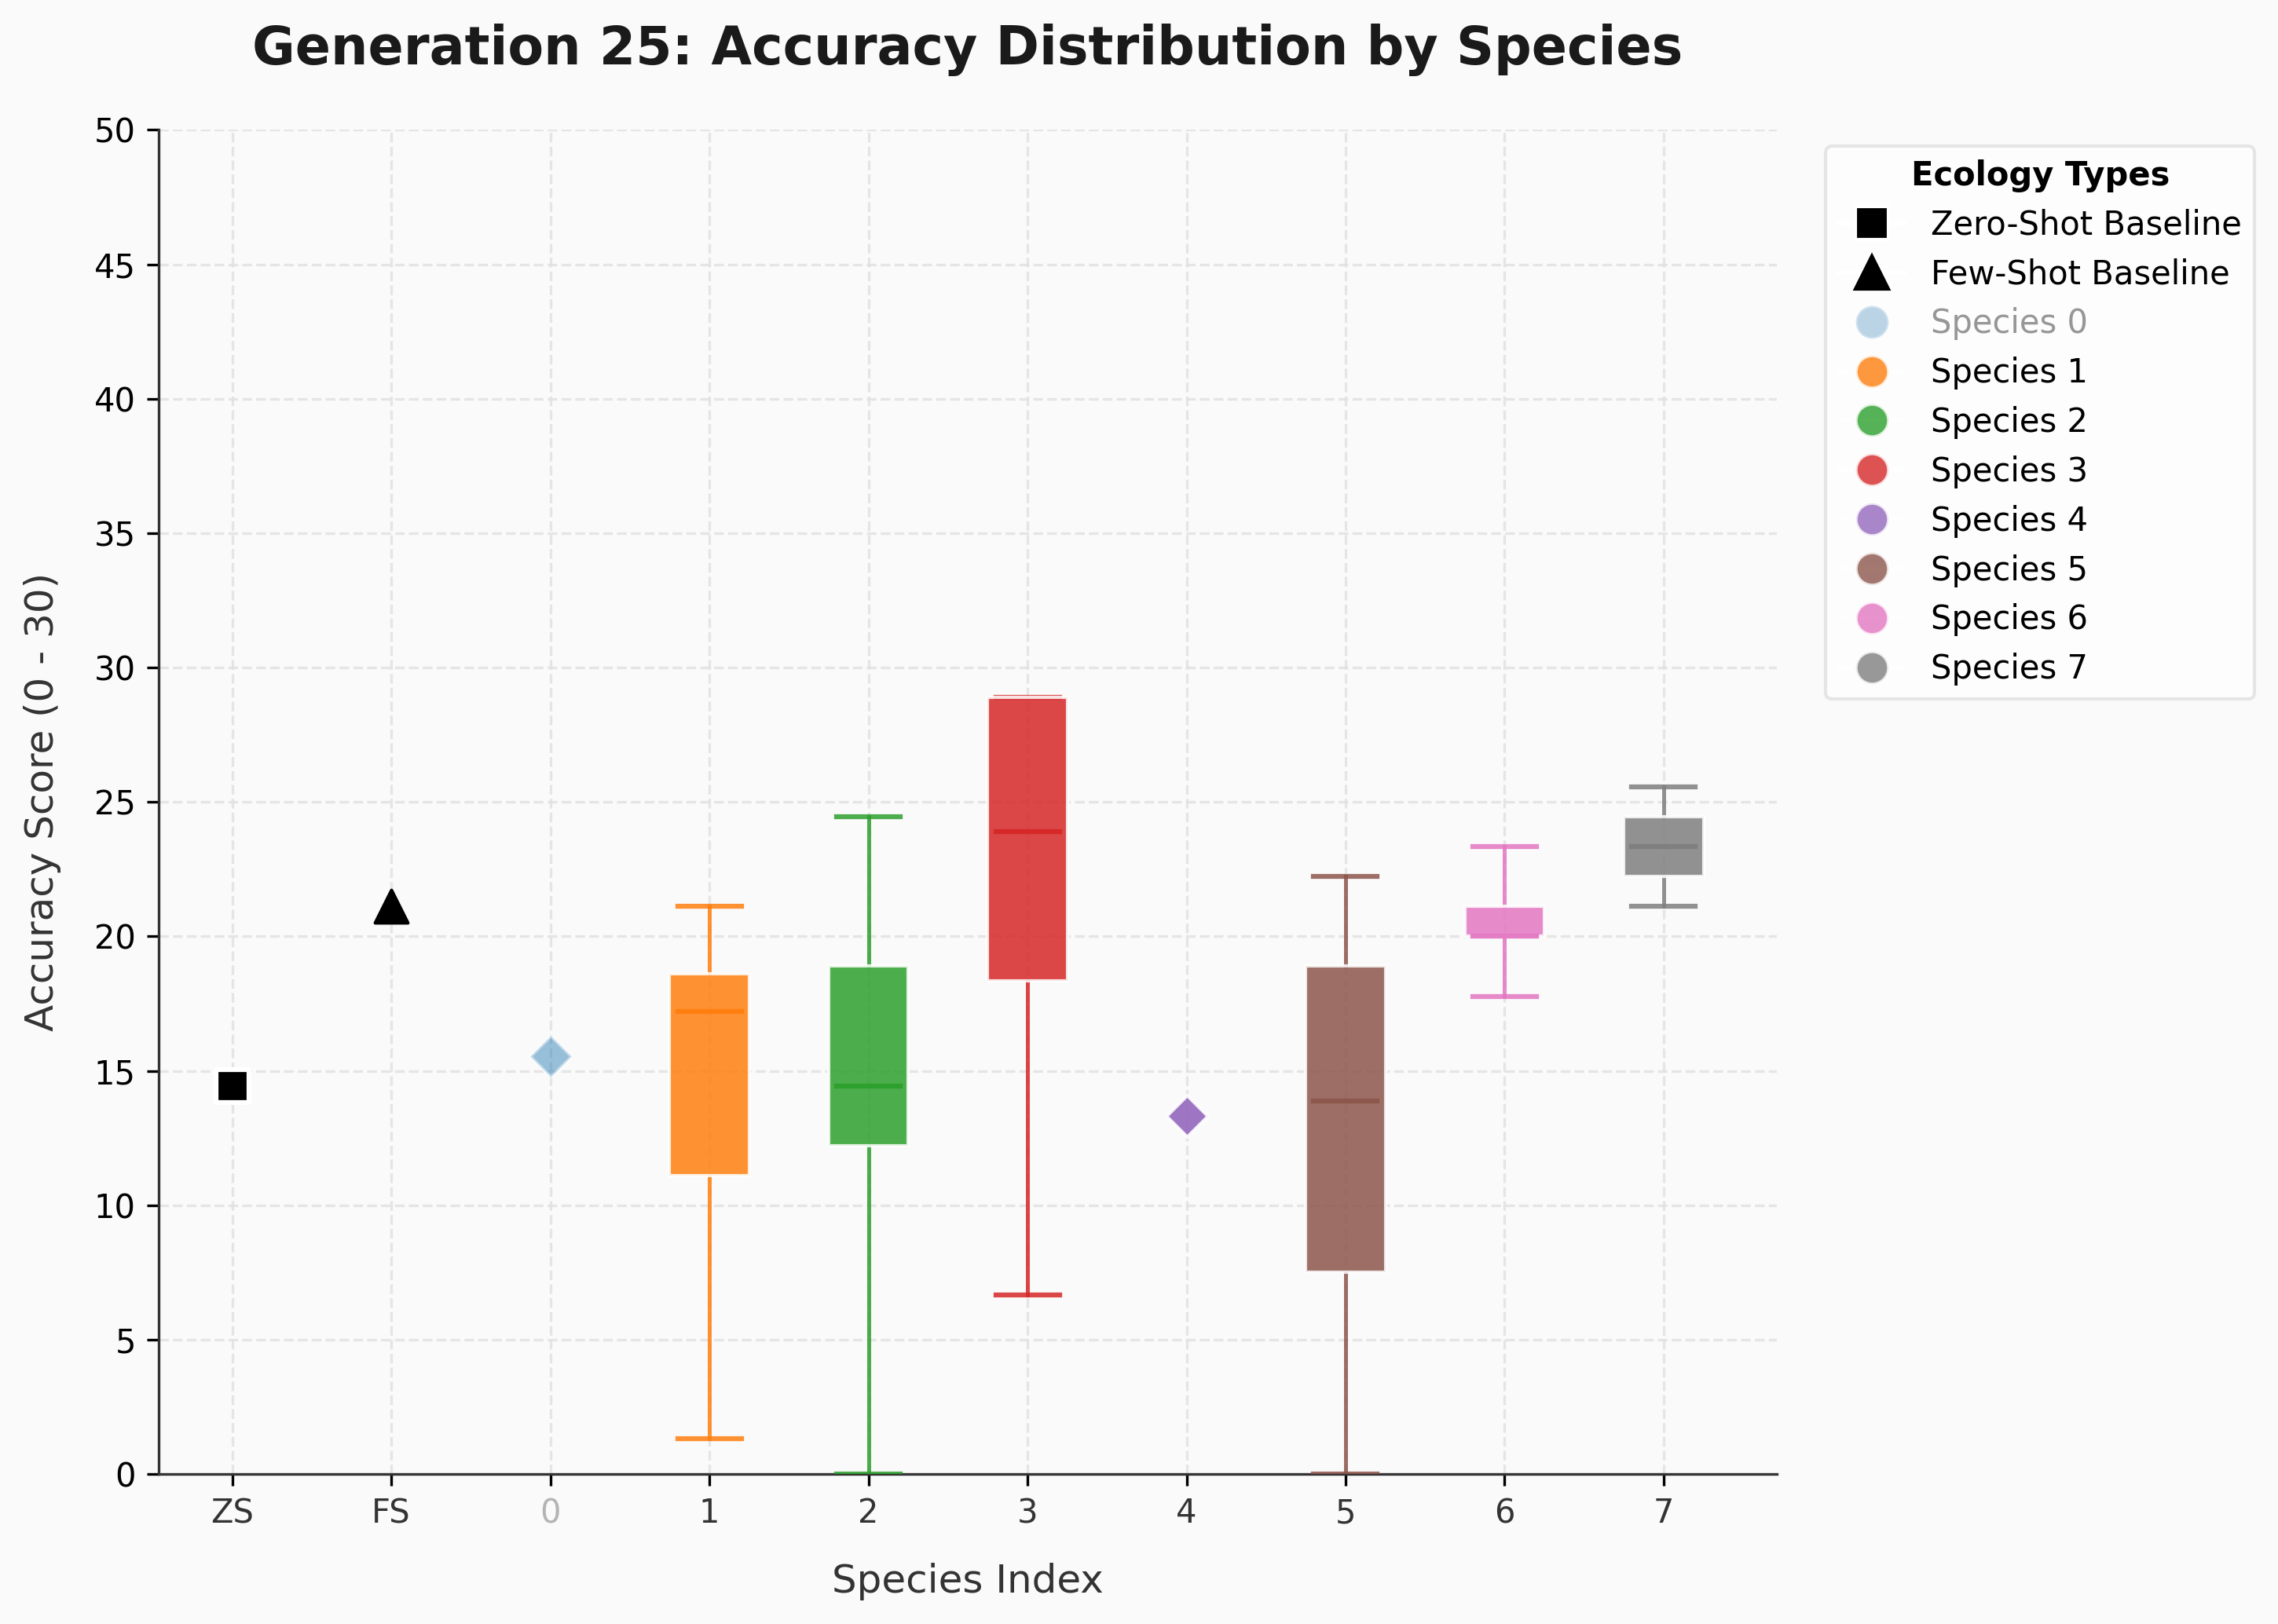 Generation 25: Accuracy Distribution by Species
50
45
40
35
30
25
20
15
10
5
0
Accuracy Score (0 - 30)
ZS FS 0 1 2 3 4 5 6 7
Species Index
Ecology Types
Zero-Shot Baseline
Few-Shot Baseline
Species 0
Species 1
Species 2
Species 3
Species 4
Species 5
Species 6
Species 7